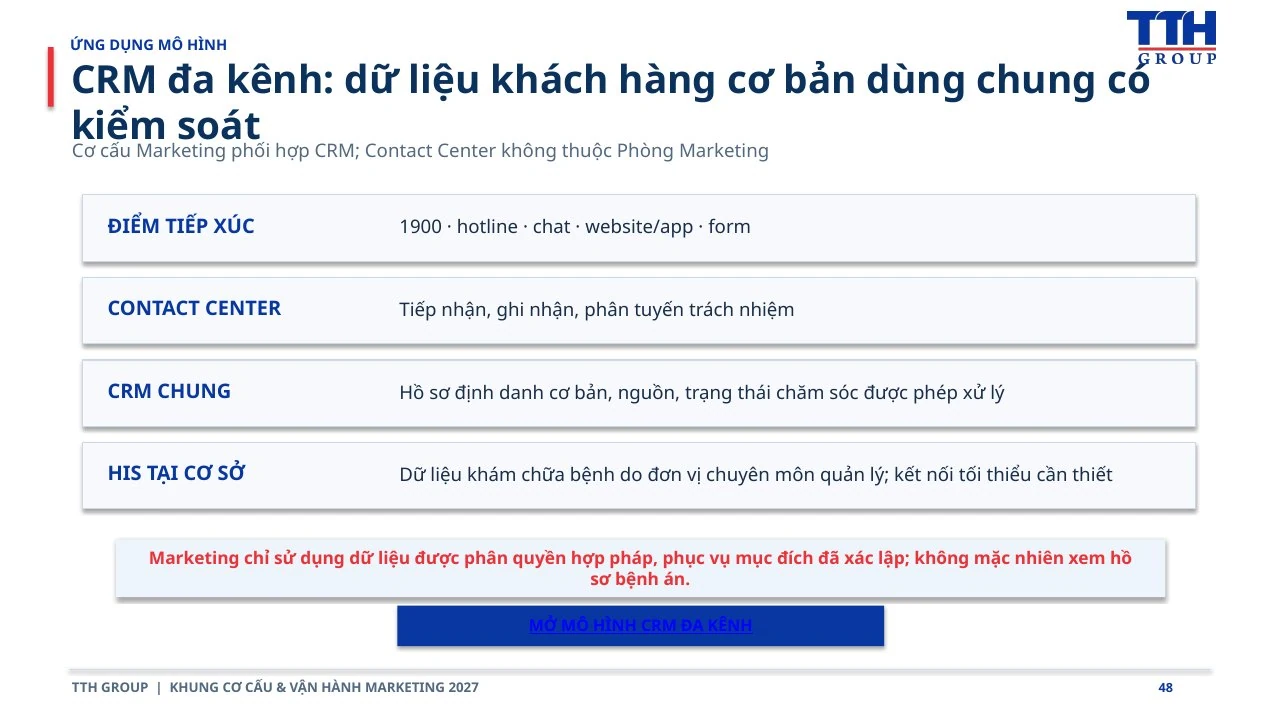 TTH
GROUP
ỨNG DỤNG MÔ HÌNH
CRM đa kênh: dữ liệu khách hàng cơ bản dùng chung có
kiểm soát
Cơ cấu Marketing phối hợp CRM; Contact Center không thuộc Phòng Marketing
ĐIỂM TIẾP XÚC
1900 · hotline · chat · website/app · form
CONTACT CENTER
Tiếp nhận, ghi nhận, phân tuyến trách nhiệm
CRM CHUNG
Hồ sơ định danh cơ bản, nguồn, trạng thái chăm sóc được phép xử lý
HIS TẠI CƠ SỞ
Dữ liệu khám chữa bệnh do đơn vị chuyên môn quản lý; kết nối tối thiểu cần thiết
Marketing chỉ sử dụng dữ liệu được phân quyền hợp pháp, phục vụ mục đích đã xác lập; không mặc nhiên xem hồ
sơ bệnh án.
MỞ MÔ HÌNH CRM ĐA KÊNH
TTH GROUP | KHUNG CƠ CẤU & VẬN HÀNH MARKETING 2027
48